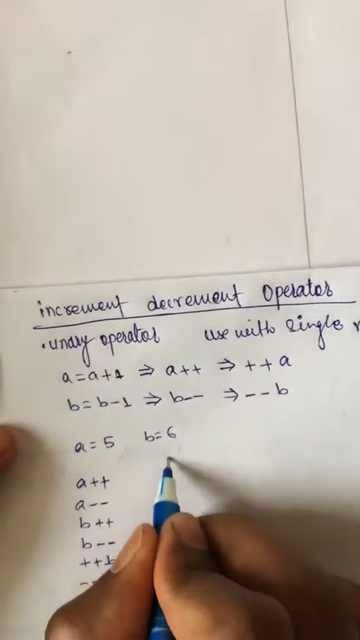 increment decrement Operator
• unary operator use with single
a=a+1 ⇒ a++ ⇒ ++a
b=b-1 ⇒ b-- ⇒ --b
a=5 b=6
a++
a--
b++
b--
++b
--